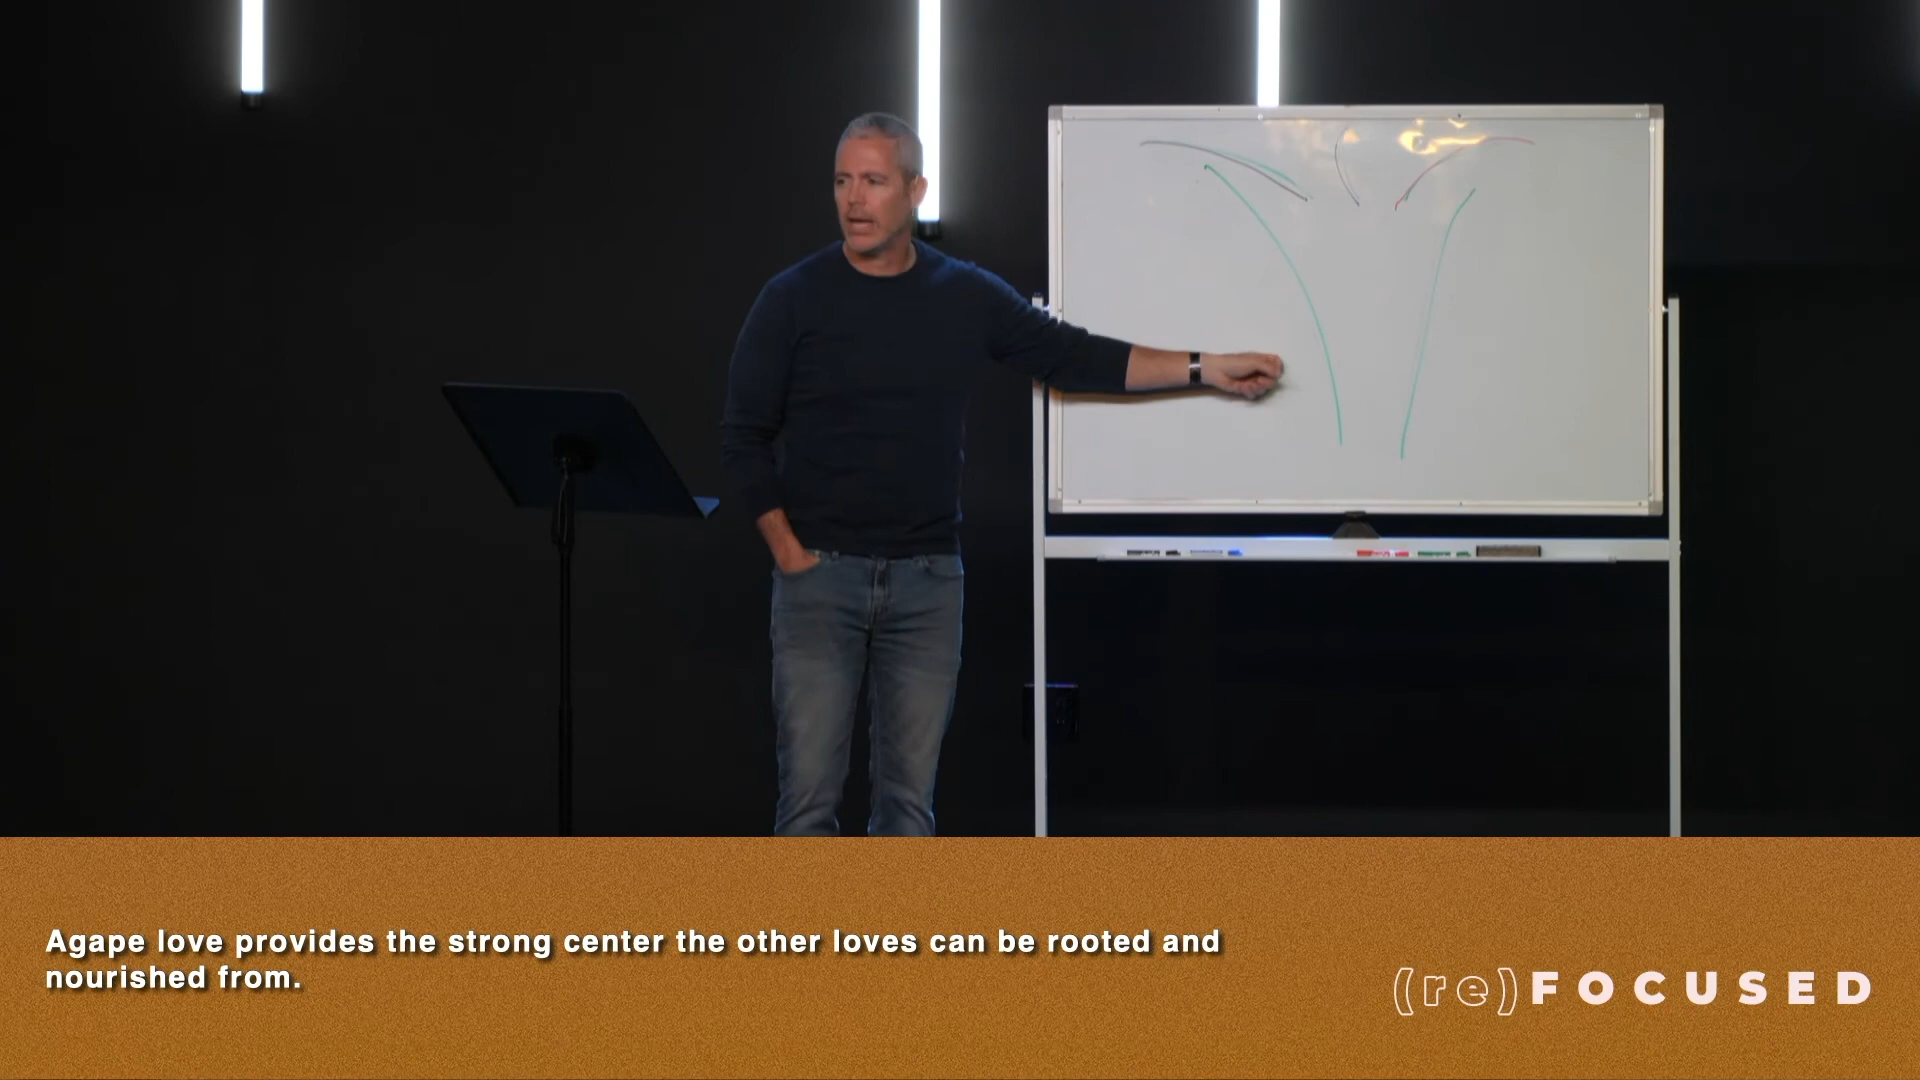 Agape love provides the strong center the other loves can be rooted and
nourished from.
(re)FOCUSED